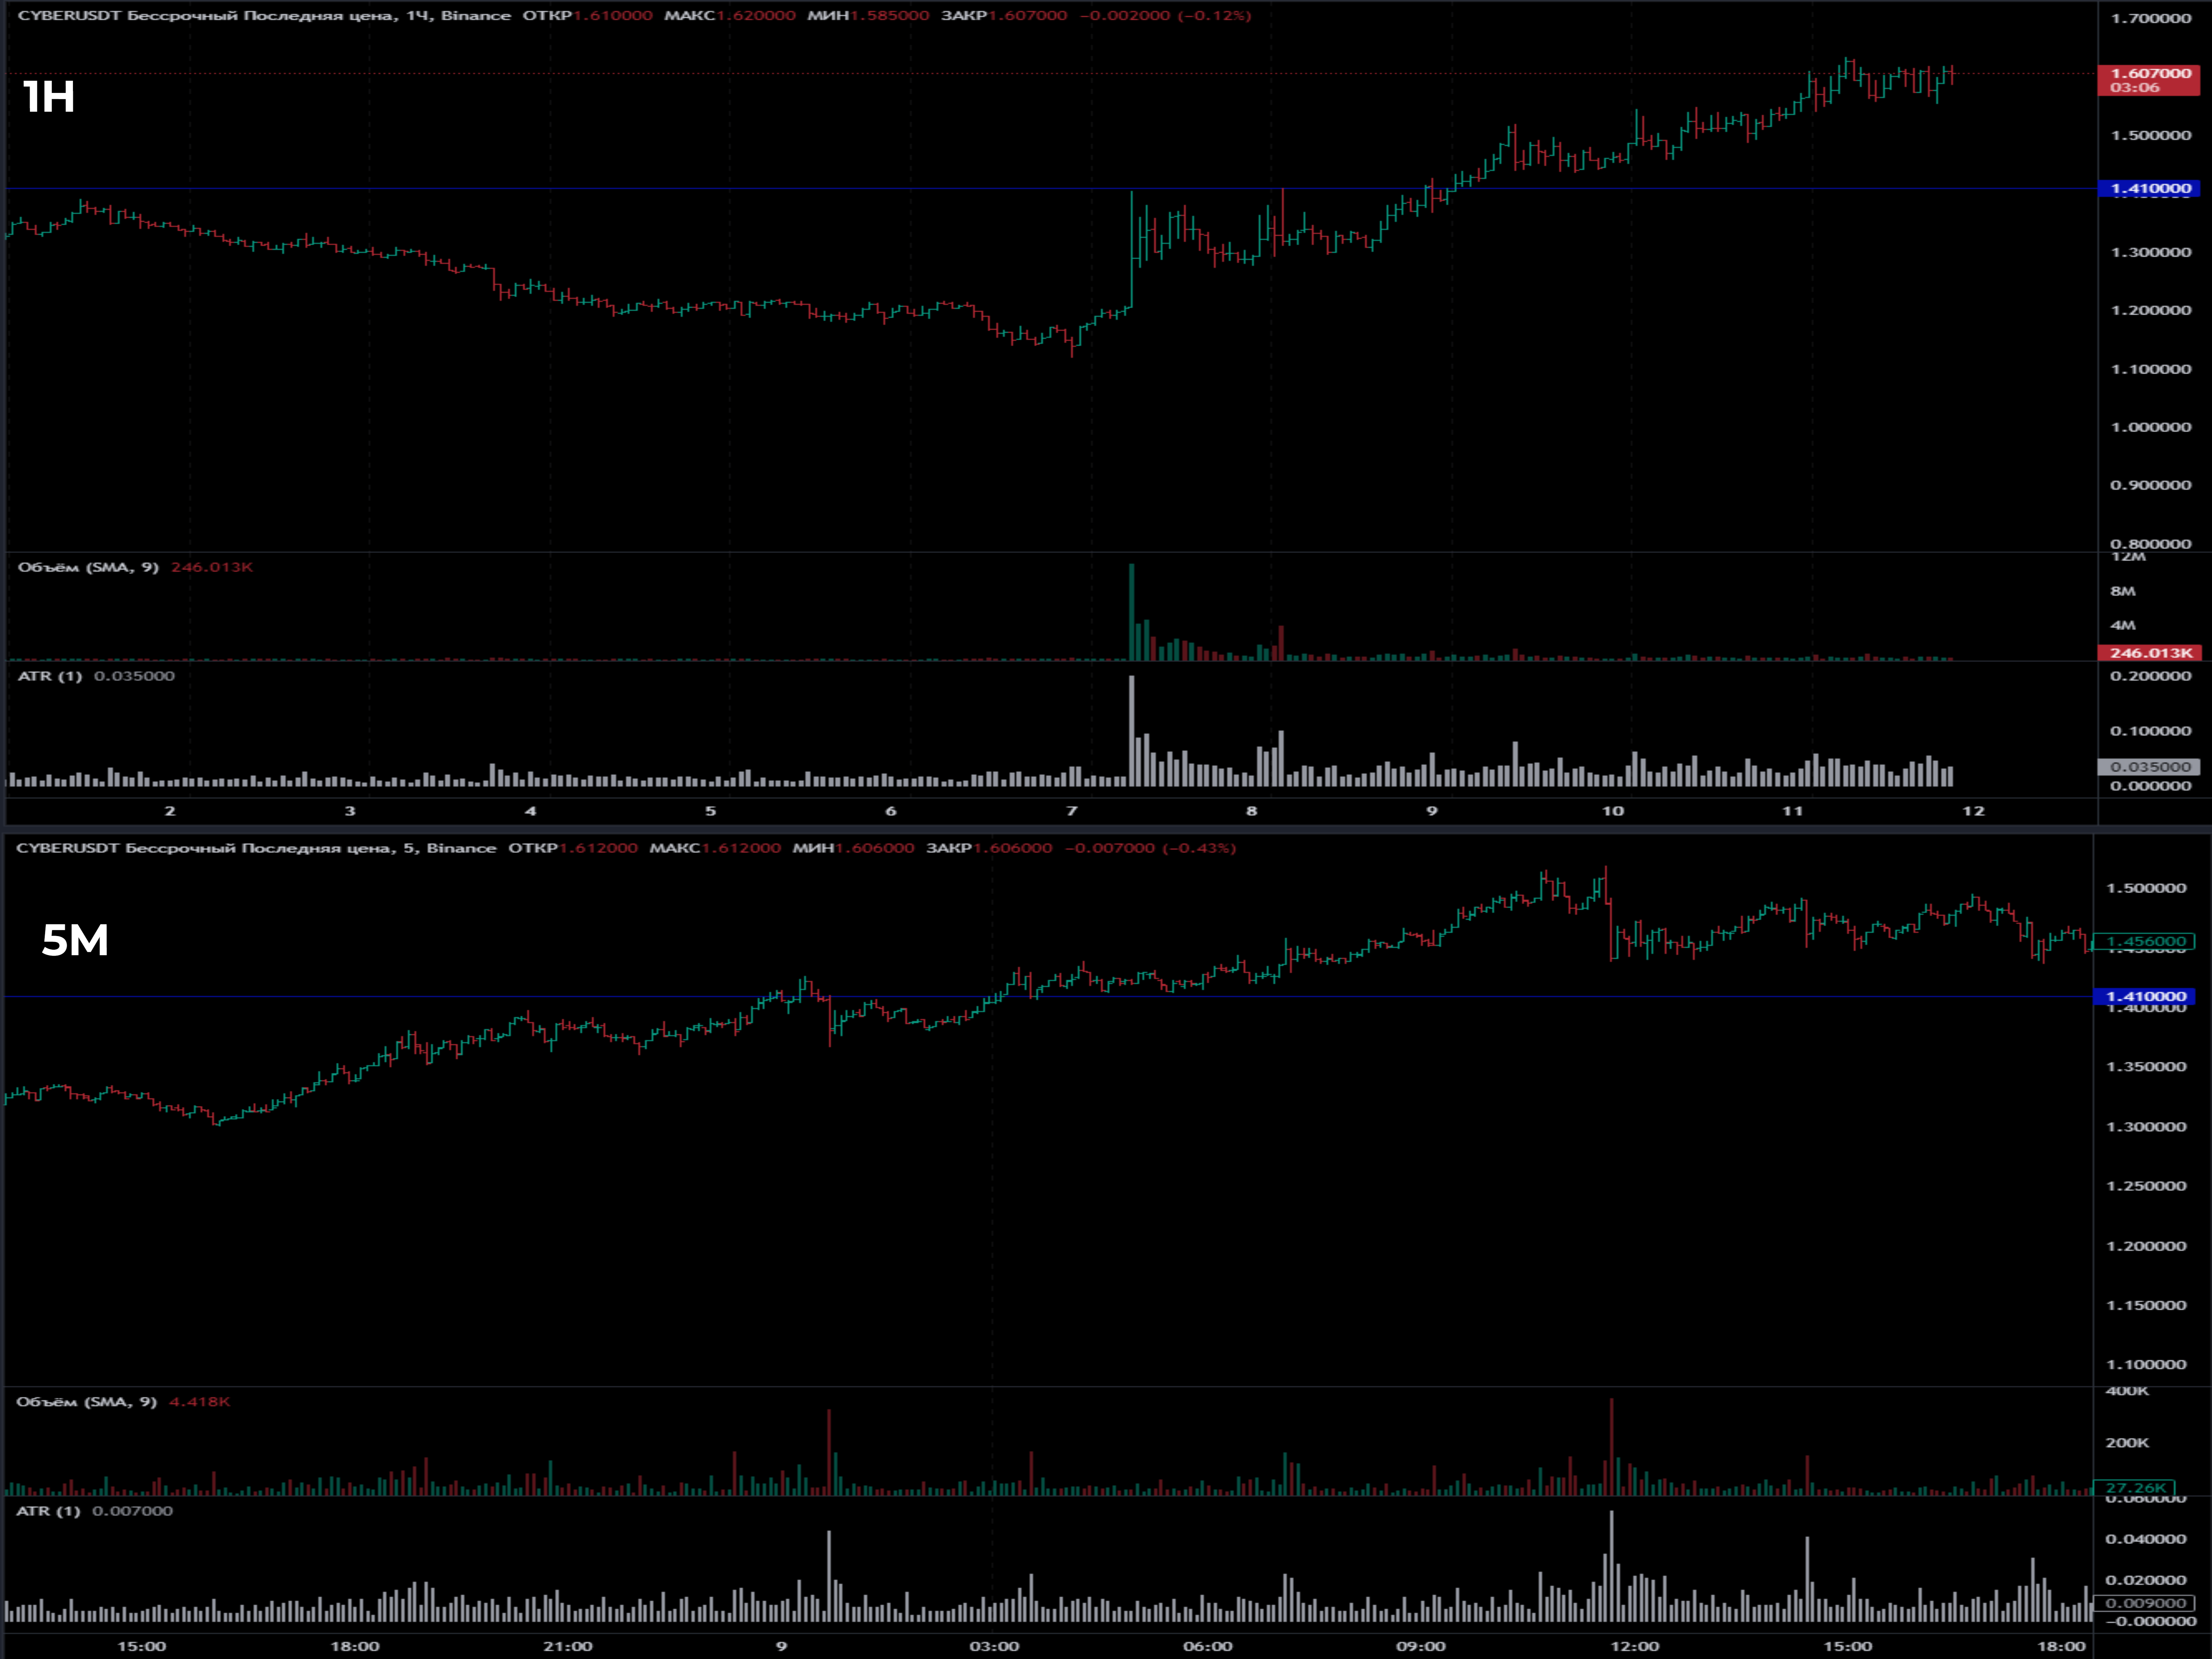 CYBERUSDT Бессрочный Последняя цена, 1Ч, Binance ОТКР1.610000 МАКС1.620000 МИН1.585000 ЗАКР1.607000 −0.002000 (−0.12%)
1H
1.700000
1.607000
03:06
1.500000
1.410000
1.300000
1.200000
1.100000
1.000000
0.900000
0.800000
Объём (SMA, 9) 246.013K
12M
8M
4M
246.013K
ATR (1) 0.035000
0.200000
0.100000
0.035000
0.000000
2 3 4 5 6 7 8 9 10 11 12
CYBERUSDT Бессрочный Последняя цена, 5, Binance ОТКР1.612000 МАКС1.612000 МИН1.606000 ЗАКР1.606000 −0.007000 (−0.43%)
5M
1.500000
1.456000
1.410000
1.400000
1.350000
1.300000
1.250000
1.200000
1.150000
1.100000
Объём (SMA, 9) 4.418K
400K
200K
27.26K
ATR (1) 0.007000
0.060000
0.040000
0.020000
0.009000
−0.000000
15:00 18:00 21:00 9 03:00 06:00 09:00 12:00 15:00 18:00